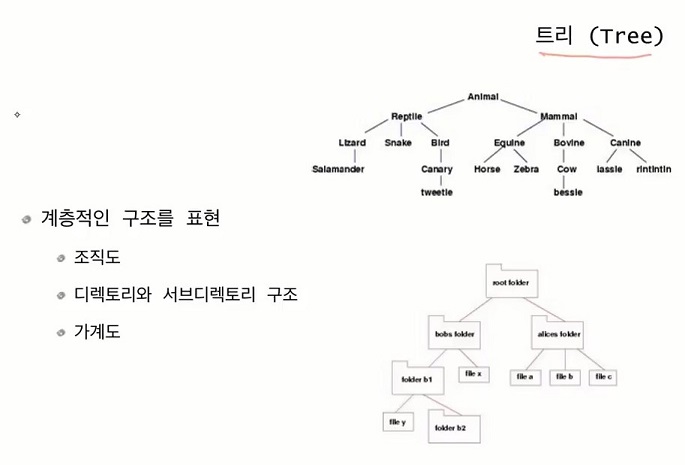 트리 (Tree)
Animal
Reptile Mammal
Lizard Snake Bird Equine Bovine Canine
Salamander Canary Horse Zebra Cow lassie rintintin
tweetie bessie
계층적인 구조를 표현
조직도
디렉토리와 서브디렉토리 구조
가계도
root folder
bobs folder alices folder
folder b1 file x file a file b file c
file y folder b2